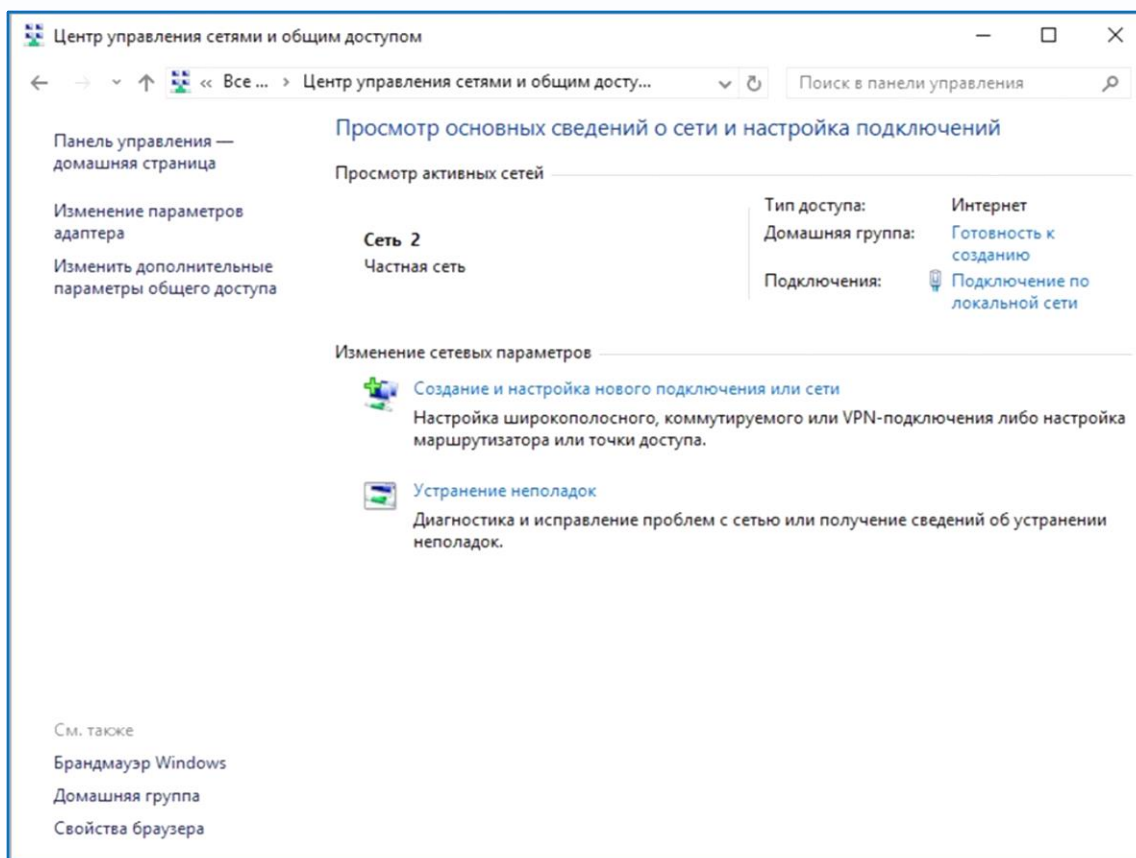 Центр управления сетями и общим доступом
« Все ... › Центр управления сетями и общим досту...
Поиск в панели управления
Панель управления —
домашняя страница
Изменение параметров
адаптера
Изменить дополнительные
параметры общего доступа
Просмотр основных сведений о сети и настройка подключений
Просмотр активных сетей
Сеть 2
Частная сеть
Тип доступа: Интернет
Домашняя группа: Готовность к
созданию
Подключения: Подключение по
локальной сети
Изменение сетевых параметров
Создание и настройка нового подключения или сети
Настройка широкополосного, коммутируемого или VPN-подключения либо настройка
маршрутизатора или точки доступа.
Устранение неполадок
Диагностика и исправление проблем с сетью или получение сведений об устранении
неполадок.
См. также
Брандмауэр Windows
Домашняя группа
Свойства браузера